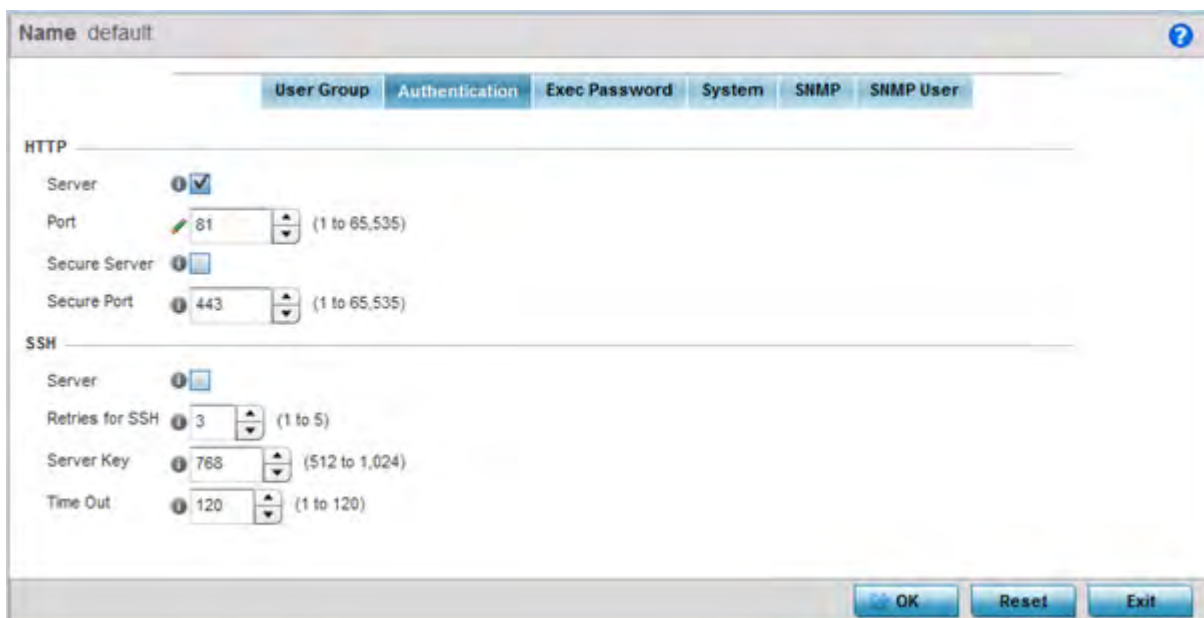 Name default
?
User Group Authentication Exec Password System SNMP SNMP User
HTTP
Server
Port 81 (1 to 65,535)
Secure Server
Secure Port 443 (1 to 65,535)
SSH
Server
Retries for SSH 3 (1 to 5)
Server Key 768 (512 to 1,024)
Time Out 120 (1 to 120)
OK Reset Exit